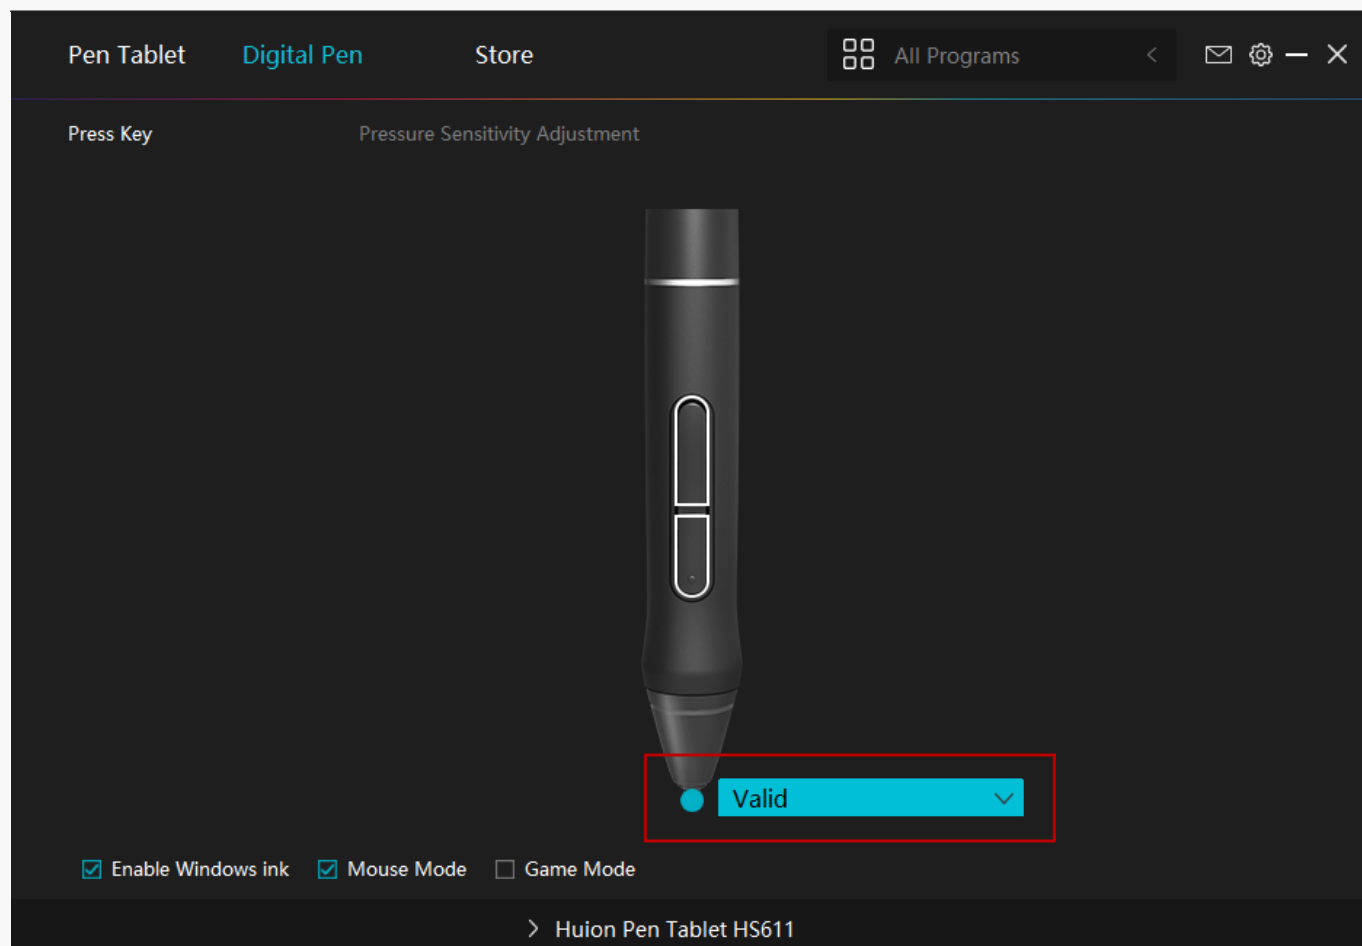 Pen Tablet Digital Pen Store All Programs
Press Key Pressure Sensitivity Adjustment
Valid
Enable Windows ink Mouse Mode Game Mode
Huion Pen Tablet HS611